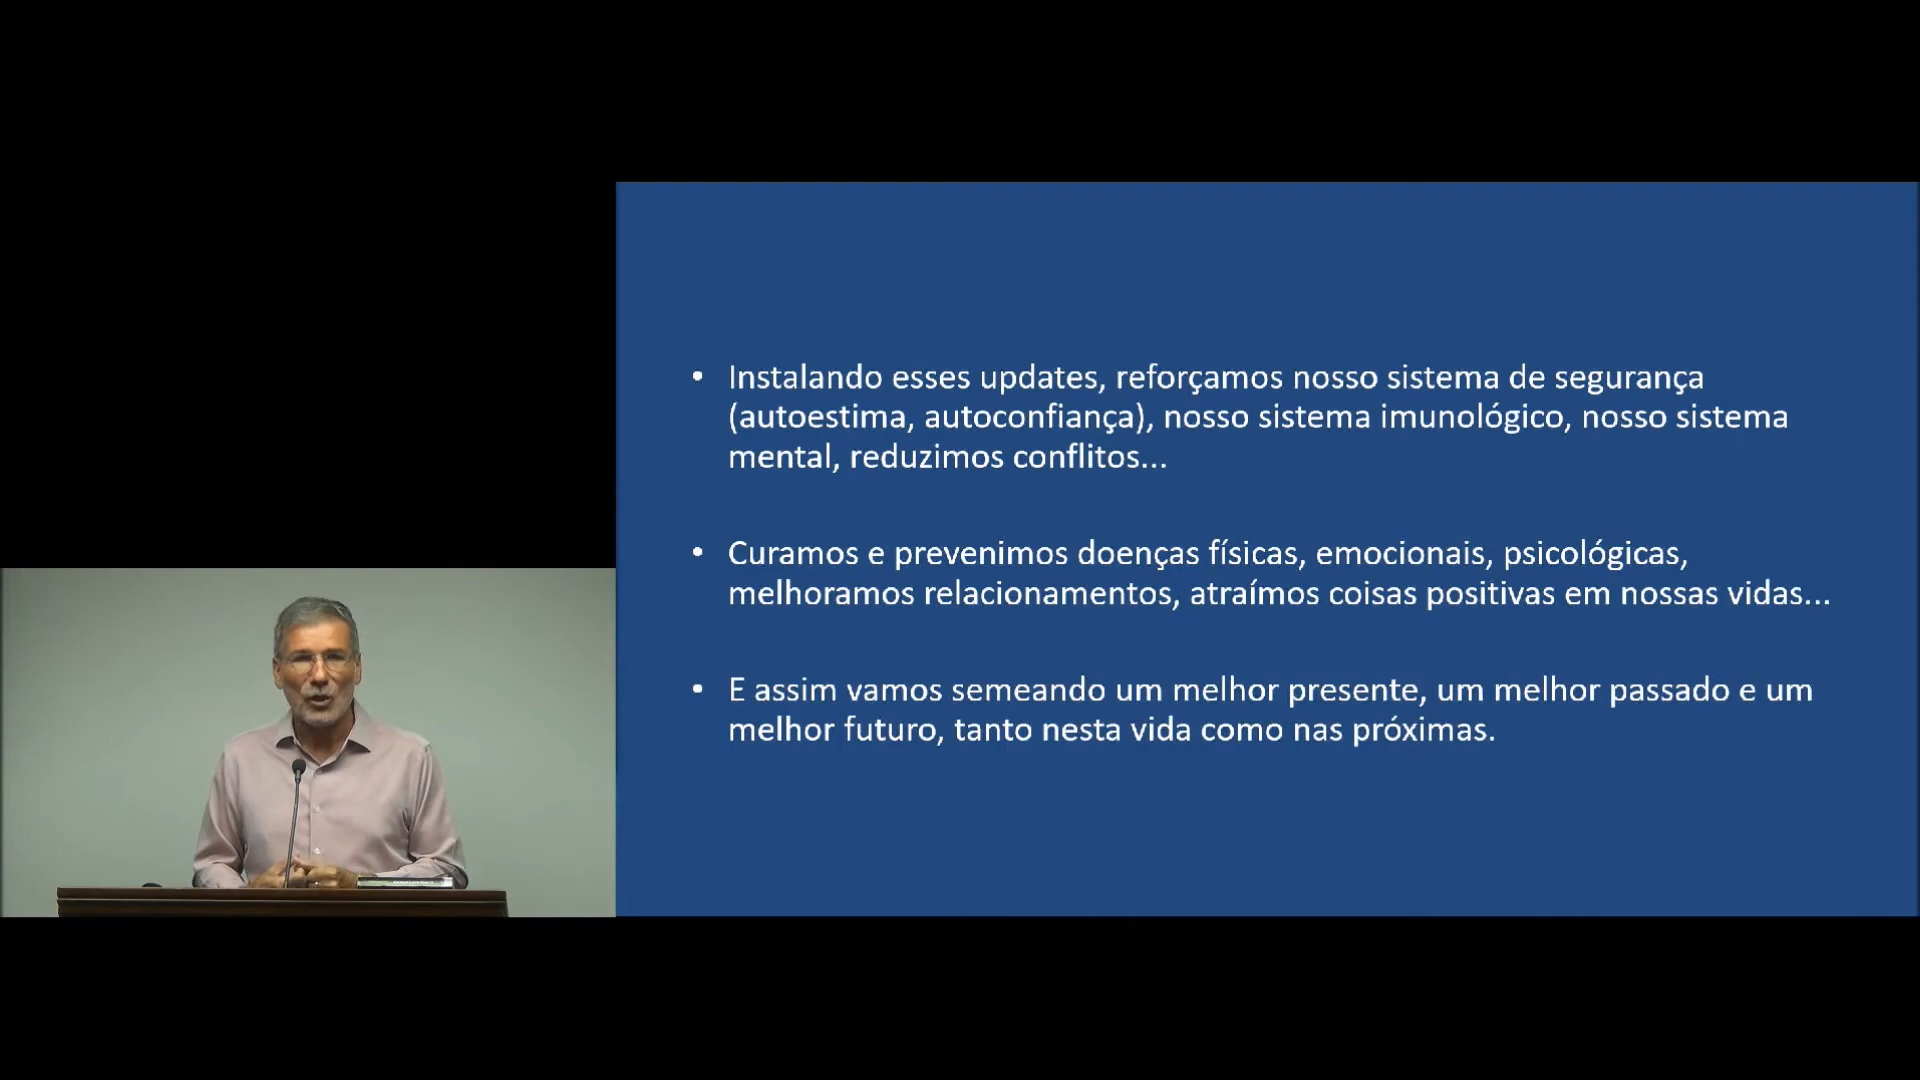 • Instalando esses updates, reforçamos nosso sistema de segurança
(autoestima, autoconfiança), nosso sistema imunológico, nosso sistema
mental, reduzimos conflitos...
• Curamos e prevenimos doenças físicas, emocionais, psicológicas,
melhoramos relacionamentos, atraímos coisas positivas em nossas vidas...
• E assim vamos semeando um melhor presente, um melhor passado e um
melhor futuro, tanto nesta vida como nas próximas.